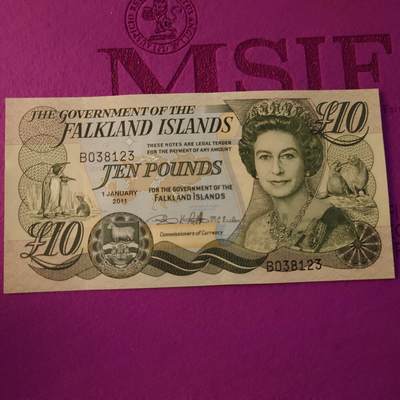 MSIF
THE GOVERNMENT OF THE
FALKLAND ISLANDS
£10
THESE NOTES ARE LEGAL TENDER
FOR THE PAYMENT OF ANY AMOUNT
B038123
TEN POUNDS
1 JANUARY
2011
FOR THE GOVERNMENT OF THE
FALKLAND ISLANDS
£10
Commissioners of Currency
B038123